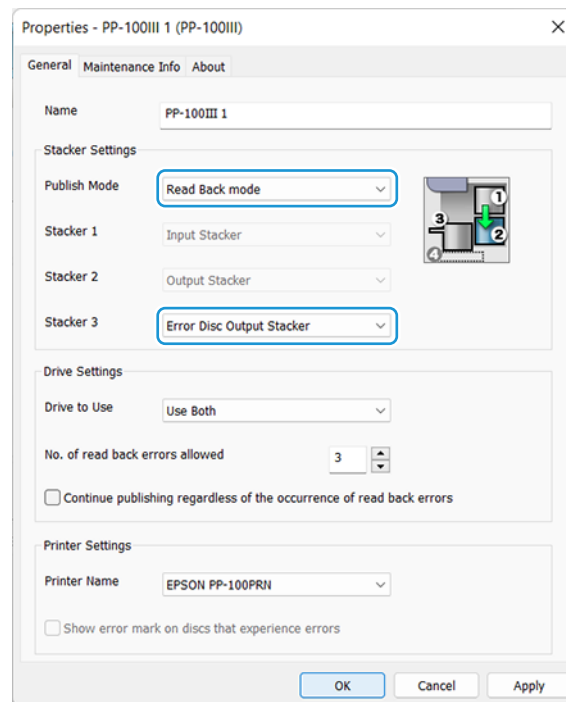 Properties - PP-100III 1 (PP-100III)
General Maintenance Info About
Name PP-100III 1
Stacker Settings
Publish Mode Read Back mode
Stacker 1 Input Stacker
Stacker 2 Output Stacker
Stacker 3 Error Disc Output Stacker
1
3
2
4
Drive Settings
Drive to Use Use Both
No. of read back errors allowed 3
Continue publishing regardless of the occurrence of read back errors
Printer Settings
Printer Name EPSON PP-100PRN
Show error mark on discs that experience errors
OK Cancel Apply